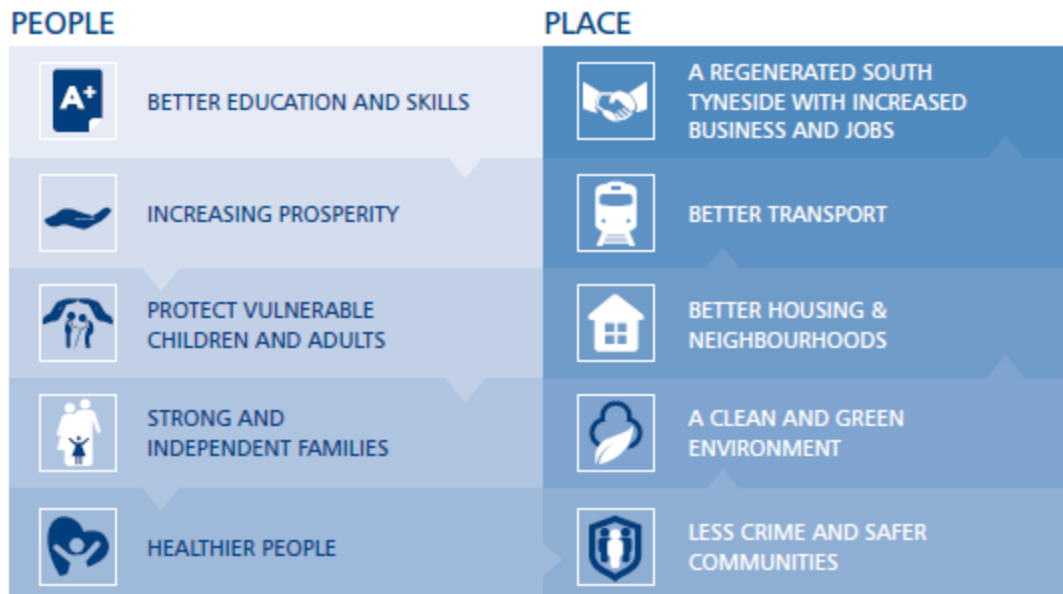 PEOPLE
A+
BETTER EDUCATION AND SKILLS
INCREASING PROSPERITY
PROTECT VULNERABLE
CHILDREN AND ADULTS
STRONG AND
INDEPENDENT FAMILIES
HEALTHIER PEOPLE
PLACE
A REGENERATED SOUTH
TYNESIDE WITH INCREASED
BUSINESS AND JOBS
BETTER TRANSPORT
BETTER HOUSING &
NEIGHBOURHOODS
A CLEAN AND GREEN
ENVIRONMENT
LESS CRIME AND SAFER
COMMUNITIES